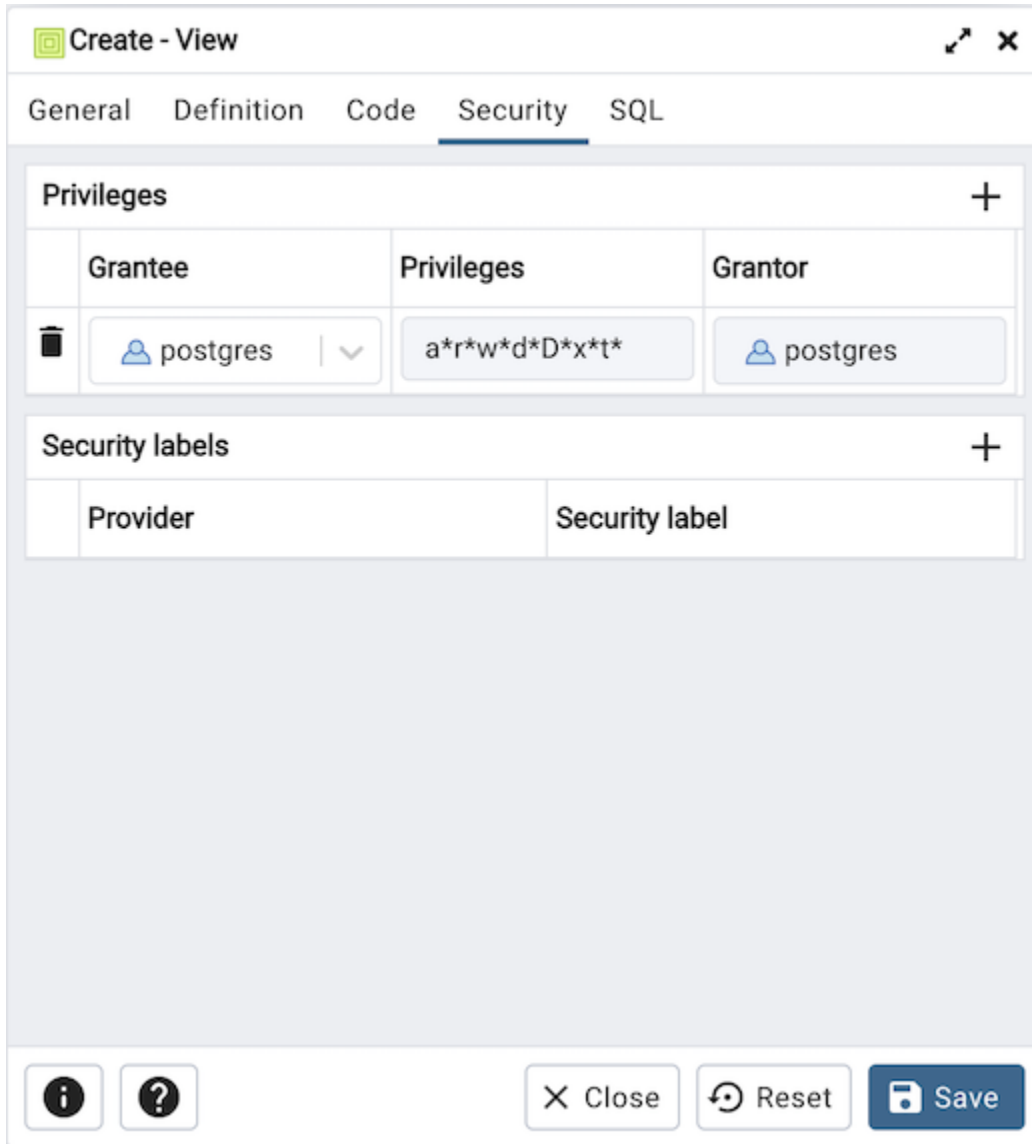 Create - View
General Definition Code Security SQL
Privileges
Grantee Privileges Grantor
postgres a*r*w*d*D*x*t* postgres
Security labels
Provider Security label
Close Reset Save